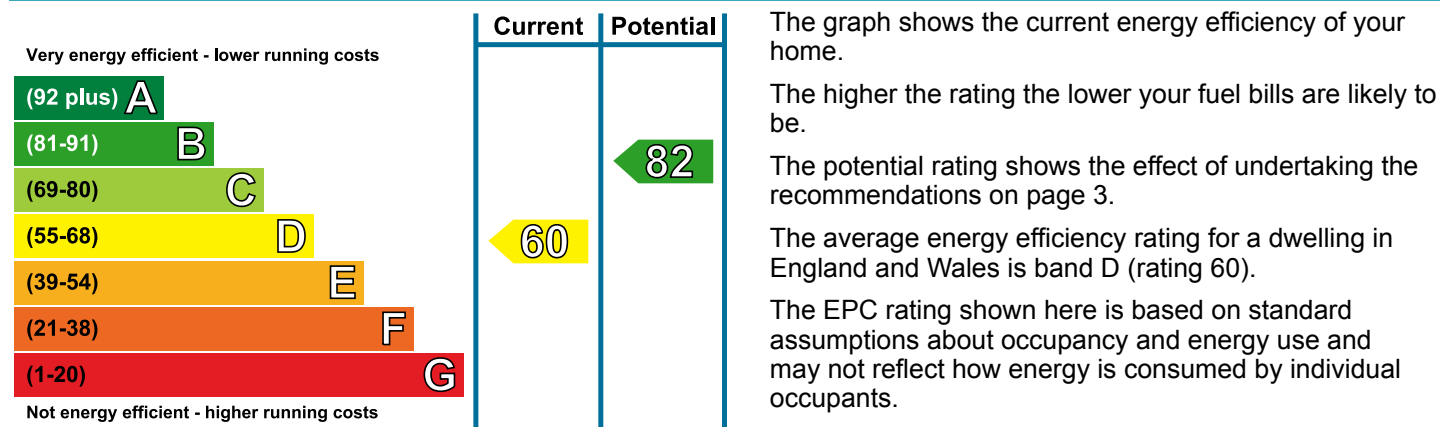 Current Potential
Very energy efficient - lower running costs
(92 plus) A
(81-91) B
(69-80) C
(55-68) D
(39-54) E
(21-38) F
(1-20) G
Not energy efficient - higher running costs
82
60
The graph shows the current energy efficiency of your
home.
The higher the rating the lower your fuel bills are likely to
be.
The potential rating shows the effect of undertaking the
recommendations on page 3.
The average energy efficiency rating for a dwelling in
England and Wales is band D (rating 60).
The EPC rating shown here is based on standard
assumptions about occupancy and energy use and
may not reflect how energy is consumed by individual
occupants.